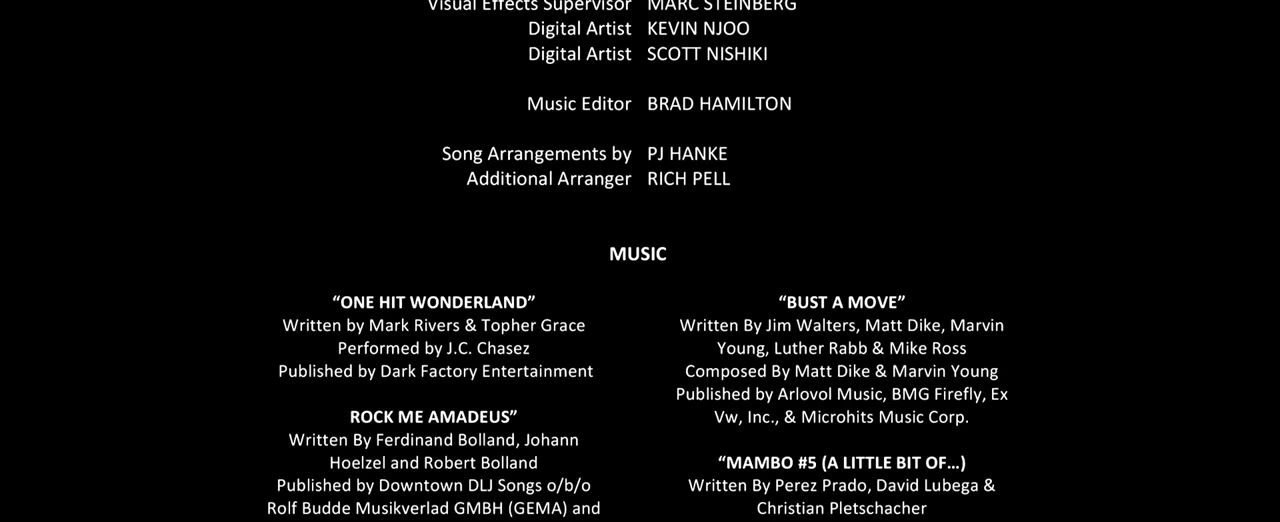 Visual Effects Supervisor MARC STEINBERG
Digital Artist KEVIN NJOO
Digital Artist SCOTT NISHIKI
Music Editor BRAD HAMILTON
Song Arrangements by PJ HANKE
Additional Arranger RICH PELL
MUSIC
“ONE HIT WONDERLAND”
Written by Mark Rivers & Topher Grace
Performed by J.C. Chasez
Published by Dark Factory Entertainment
ROCK ME AMADEUS”
Written By Ferdinand Bolland, Johann
Hoelzel and Robert Bolland
Published by Downtown DLJ Songs o/b/o
Rolf Budde Musikverlad GMBH (GEMA) and
“BUST A MOVE”
Written By Jim Walters, Matt Dike, Marvin
Young, Luther Rabb & Mike Ross
Composed By Matt Dike & Marvin Young
Published by Arlovol Music, BMG Firefly, Ex
Vw, Inc., & Microhits Music Corp.
“MAMBO #5 (A LITTLE BIT OF…)
Written By Perez Prado, David Lubega &
Christian Pletschacher